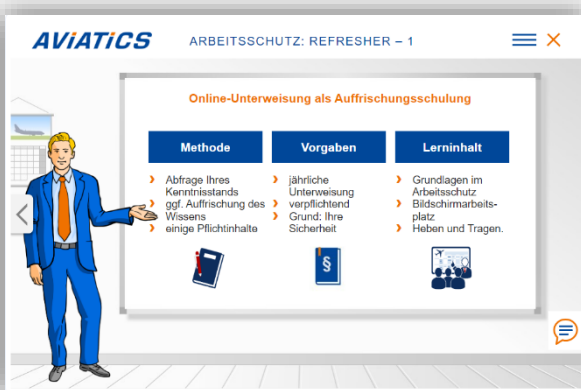 AViATiCS
ARBEITSSCHUTZ: REFRESHER – 1
Online-Unterweisung als Auffrischungsschulung
Methode
Abfrage Ihres
Kenntnisstands
ggf. Auffrischung des
Wissens
einige Pflichtinhalte
Vorgaben
jährliche
Unterweisung
verpflichtend
Grund: Ihre
Sicherheit
§
Lerninhalt
Grundlagen im
Arbeitsschutz
Bildschirmarbeits-
platz
Heben und Tragen.